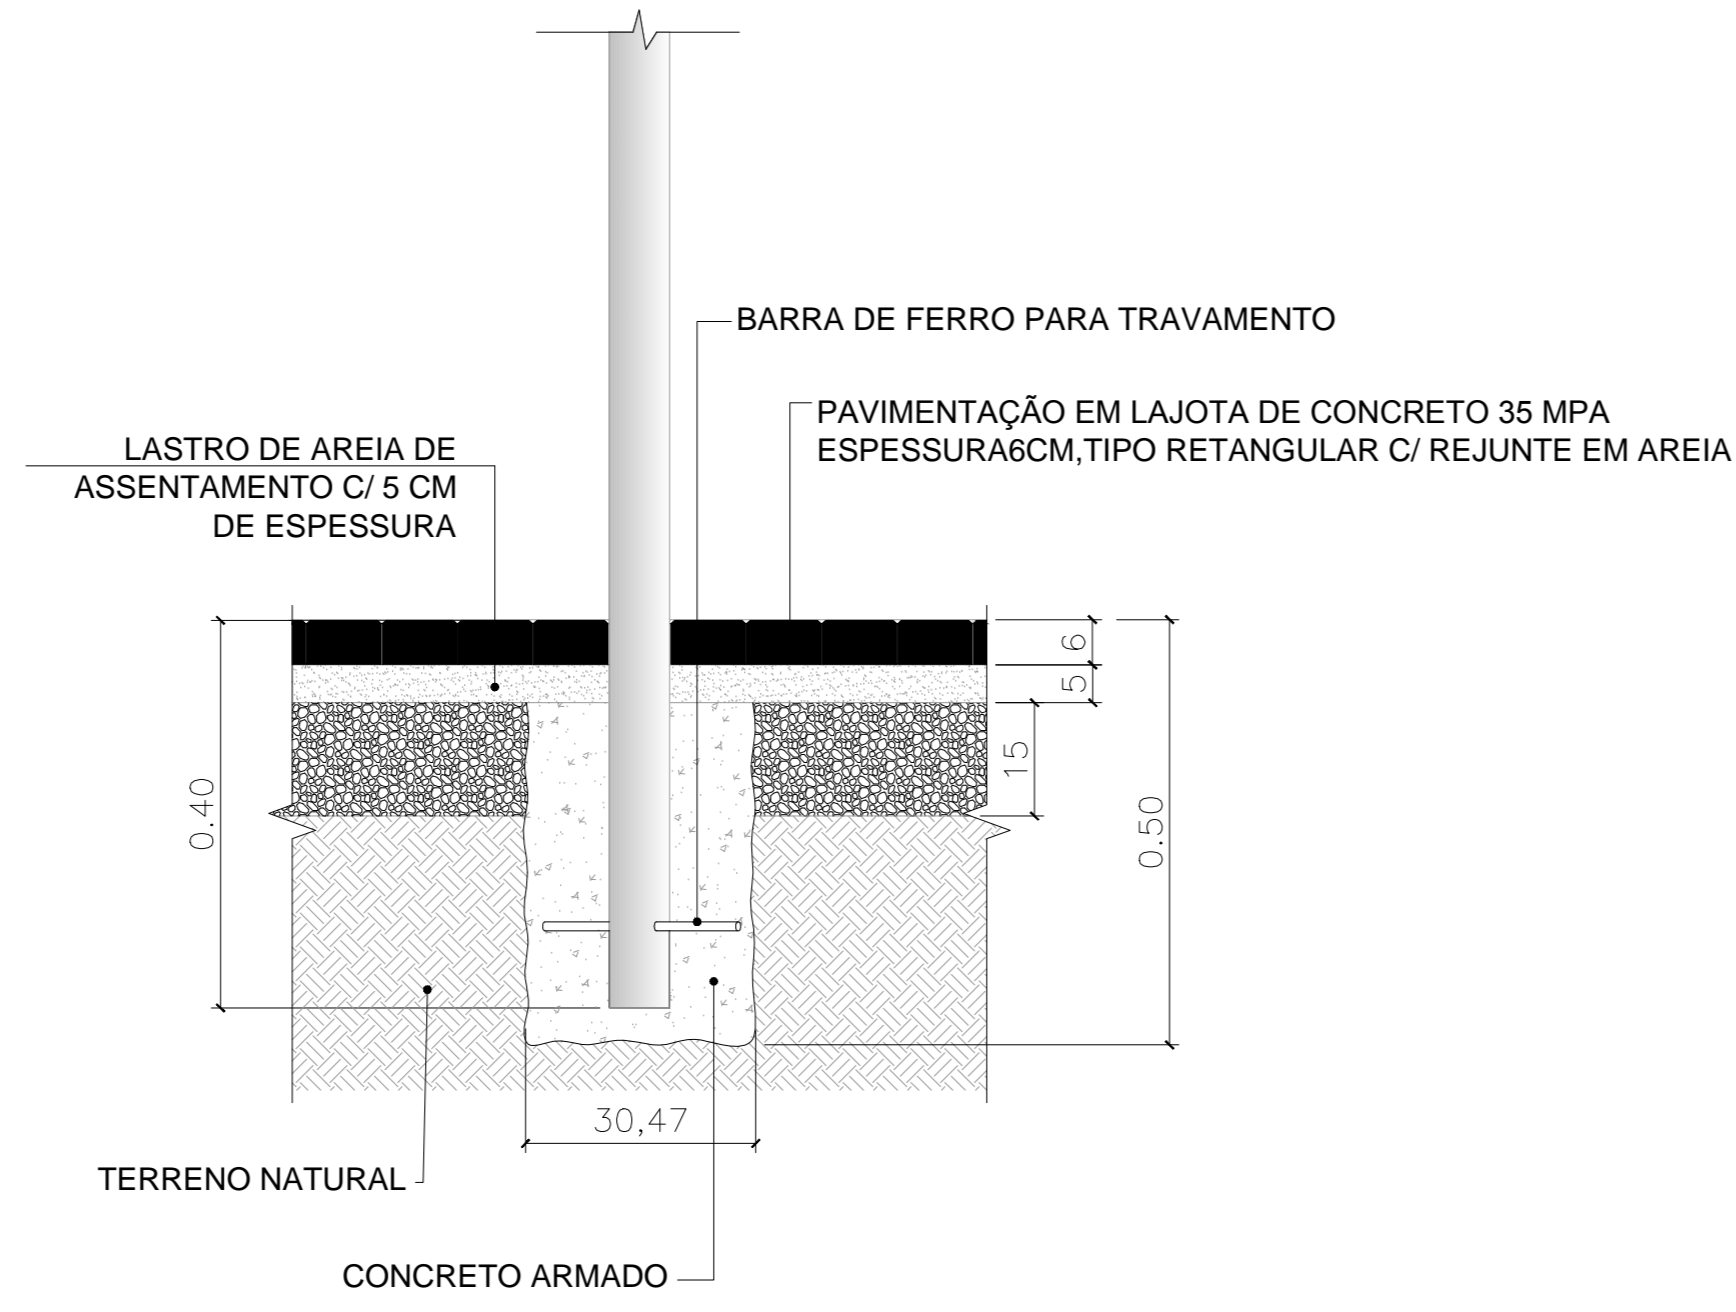 BARRA DE FERRO PARA TRAVAMENTO
PAVIMENTAÇÃO EM LAJOTA DE CONCRETO 35 MPA
ESPESSURA6CM,TIPO RETANGULAR C/ REJUNTE EM AREIA
LASTRO DE AREIA DE
ASSENTAMENTO C/ 5 CM
DE ESPESSURA
6
5
15
0.40
0.50
30,47
TERRENO NATURAL
CONCRETO ARMADO